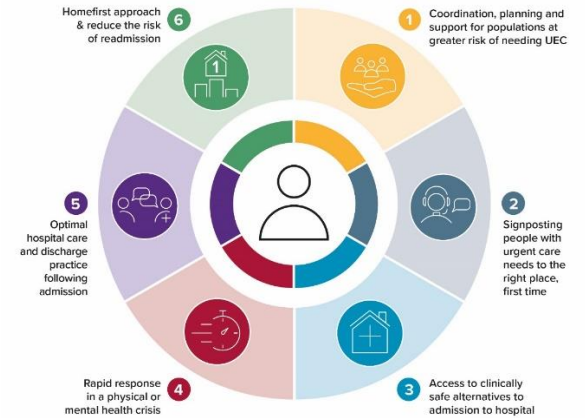 1
Coordination, planning and
support for populations at
greater risk of needing UEC
2
Signposting
people with
urgent care
needs to the
right place,
first time
3
Access to clinically
safe alternatives to
admission to hospital
4
Rapid response
in a physical or
mental health crisis
5
Optimal
hospital care
and discharge
practice
following
admission
6
Homefirst approach
& reduce the risk
of readmission
1